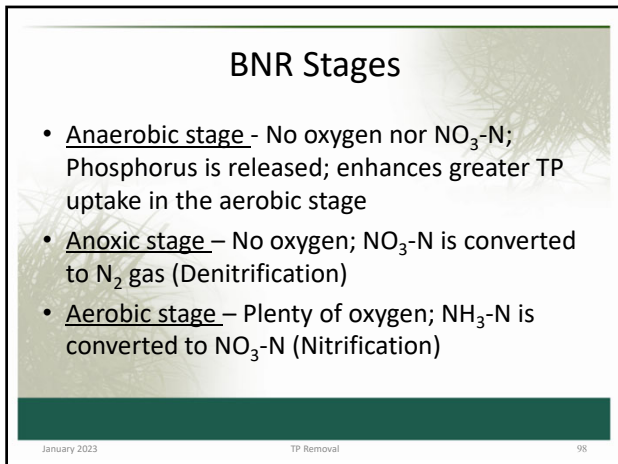 BNR Stages
• Anaerobic stage - No oxygen nor NO₃-N;
Phosphorus is released; enhances greater TP
uptake in the aerobic stage
• Anoxic stage – No oxygen; NO₃-N is converted
to N₂ gas (Denitrification)
• Aerobic stage – Plenty of oxygen; NH₃-N is
converted to NO₃-N (Nitrification)
January 2023 TP Removal 98